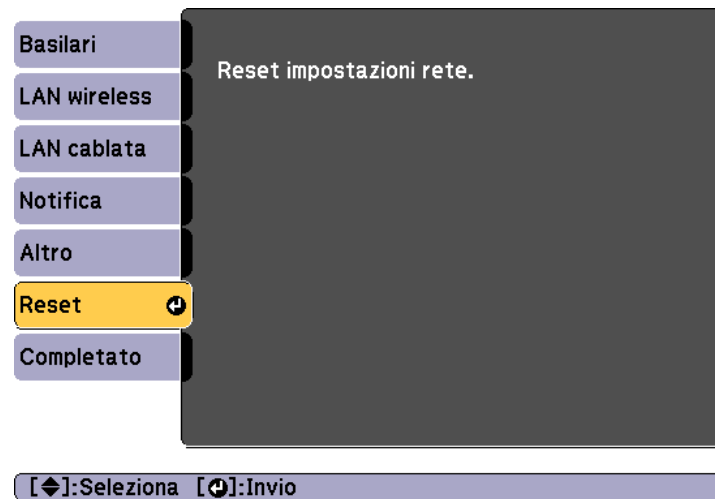 Basilari
LAN wireless
LAN cablata
Notifica
Altro
Reset
Completato
Reset impostazioni rete.
[◆]:Seleziona [⏎]:Invio